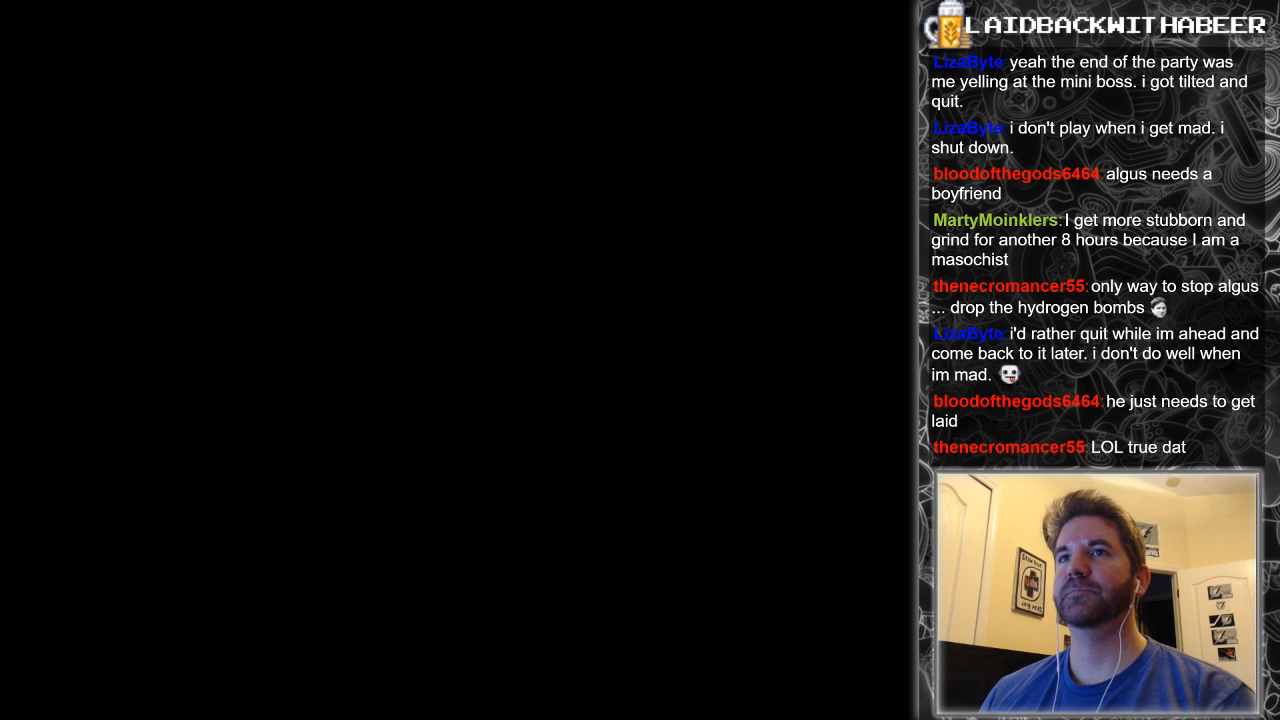 LAIDBACKWITHABEER
LizaByte: yeah the end of the party was
me yelling at the mini boss. i got tilted and
quit.
LizaByte: i don't play when i get mad. i
shut down.
bloodofthegods6464: algus needs a
boyfriend
MartyMoinklers: I get more stubborn and
grind for another 8 hours because I am a
masochist
thenecromancer55: only way to stop algus
... drop the hydrogen bombs
LizaByte: i'd rather quit while im ahead and
come back to it later. i don't do well when
im mad.
bloodofthegods6464: he just needs to get
laid
thenecromancer55: LOL true dat